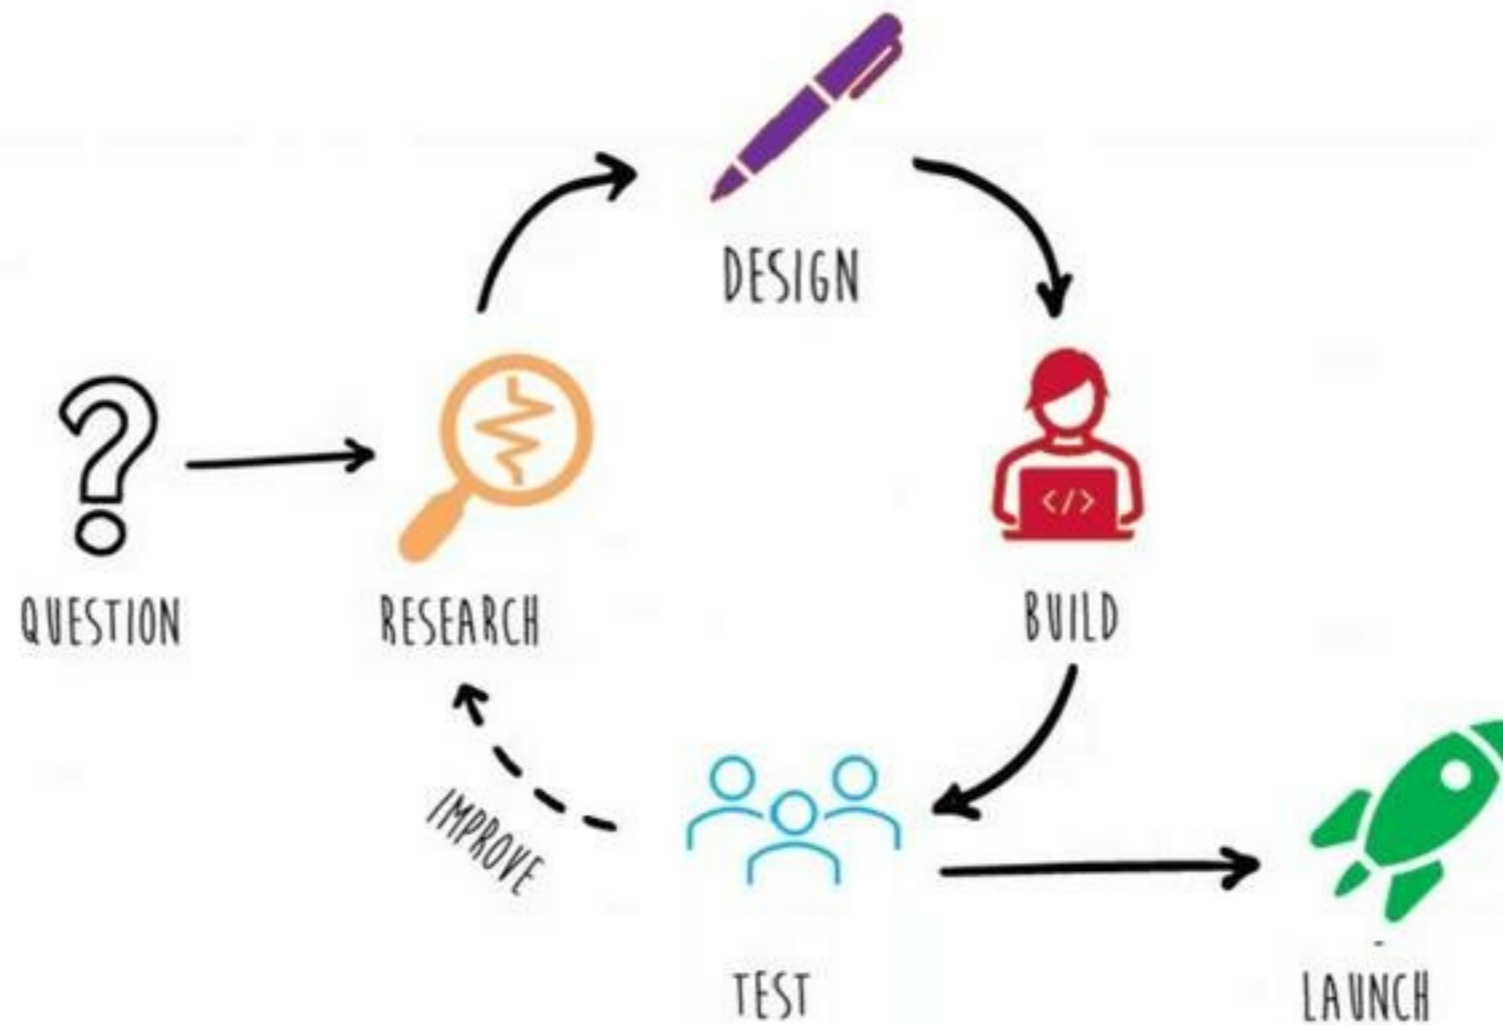 DESIGN
</>
QUESTION
RESEARCH
BUILD
IMPROVE
TEST
LAUNCH